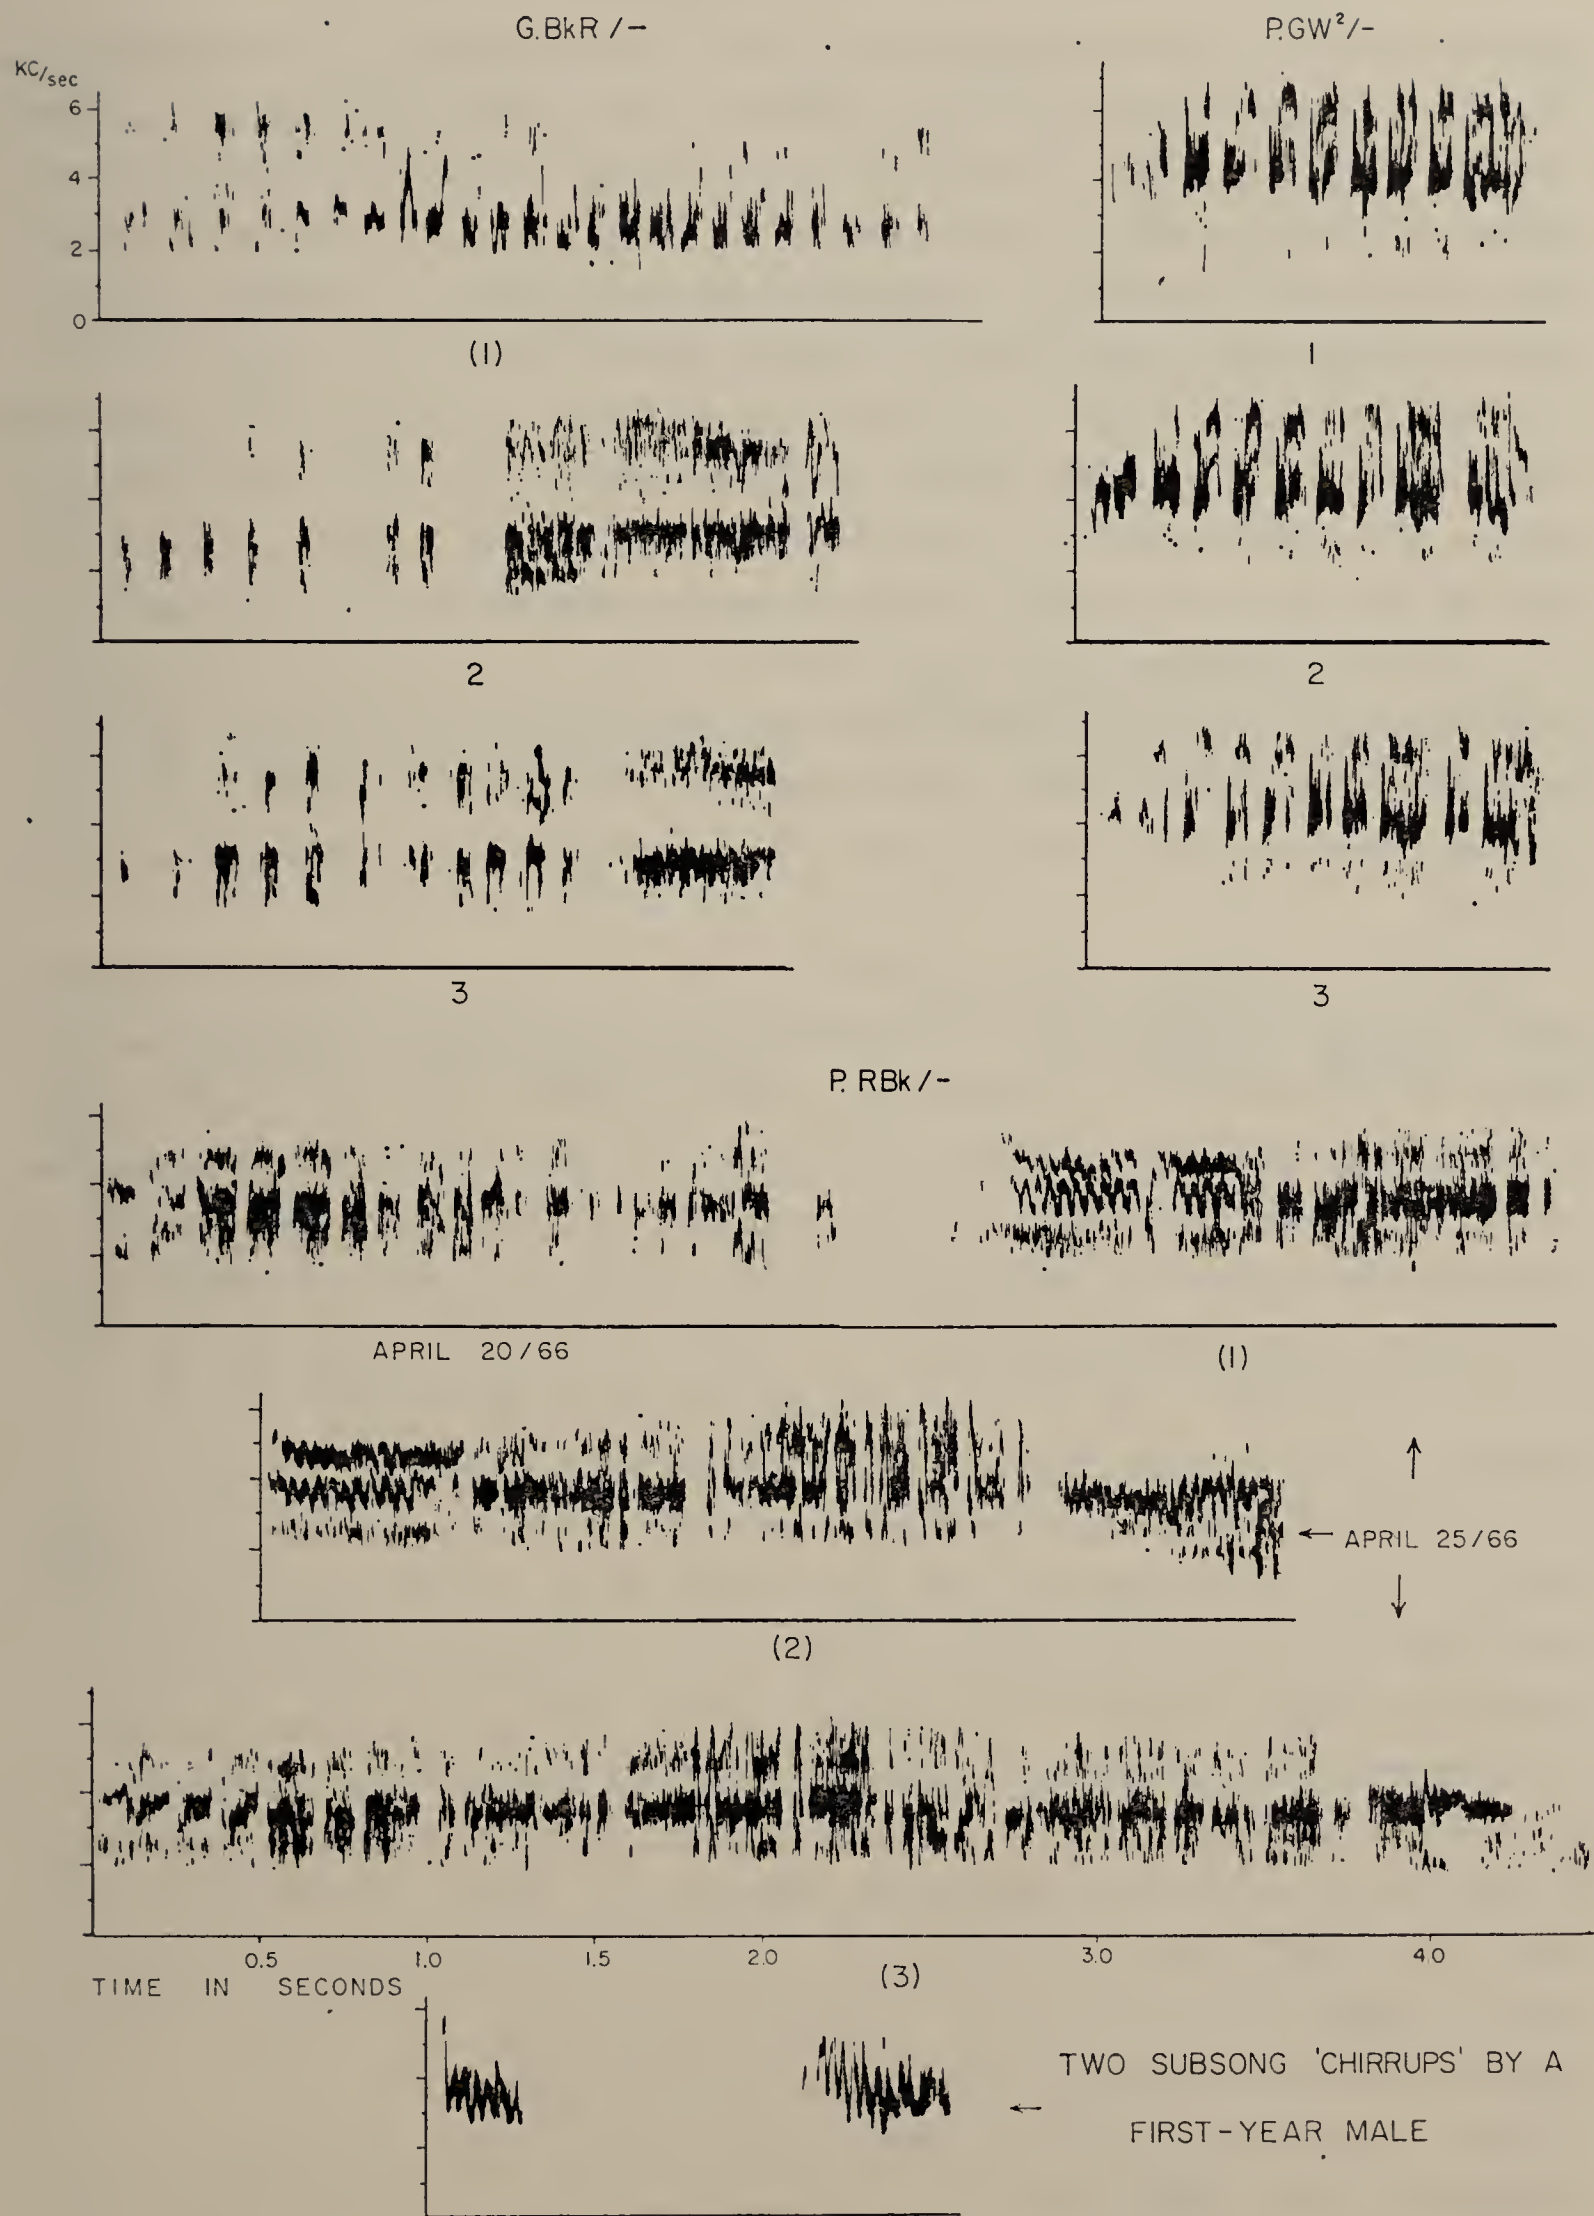 G.BkR/-
P.GW²/-
KC/sec
6
4
2
0
(1)
1
2
2
3
3
P.RBk/-
APRIL 20/66
(1)
← APRIL 25/66
(2)
0.5 1.0 1.5 2.0 3.0 4.0
TIME IN SECONDS
(3)
← TWO SUBSONG 'CHIRRUPS' BY A
FIRST-YEAR MALE